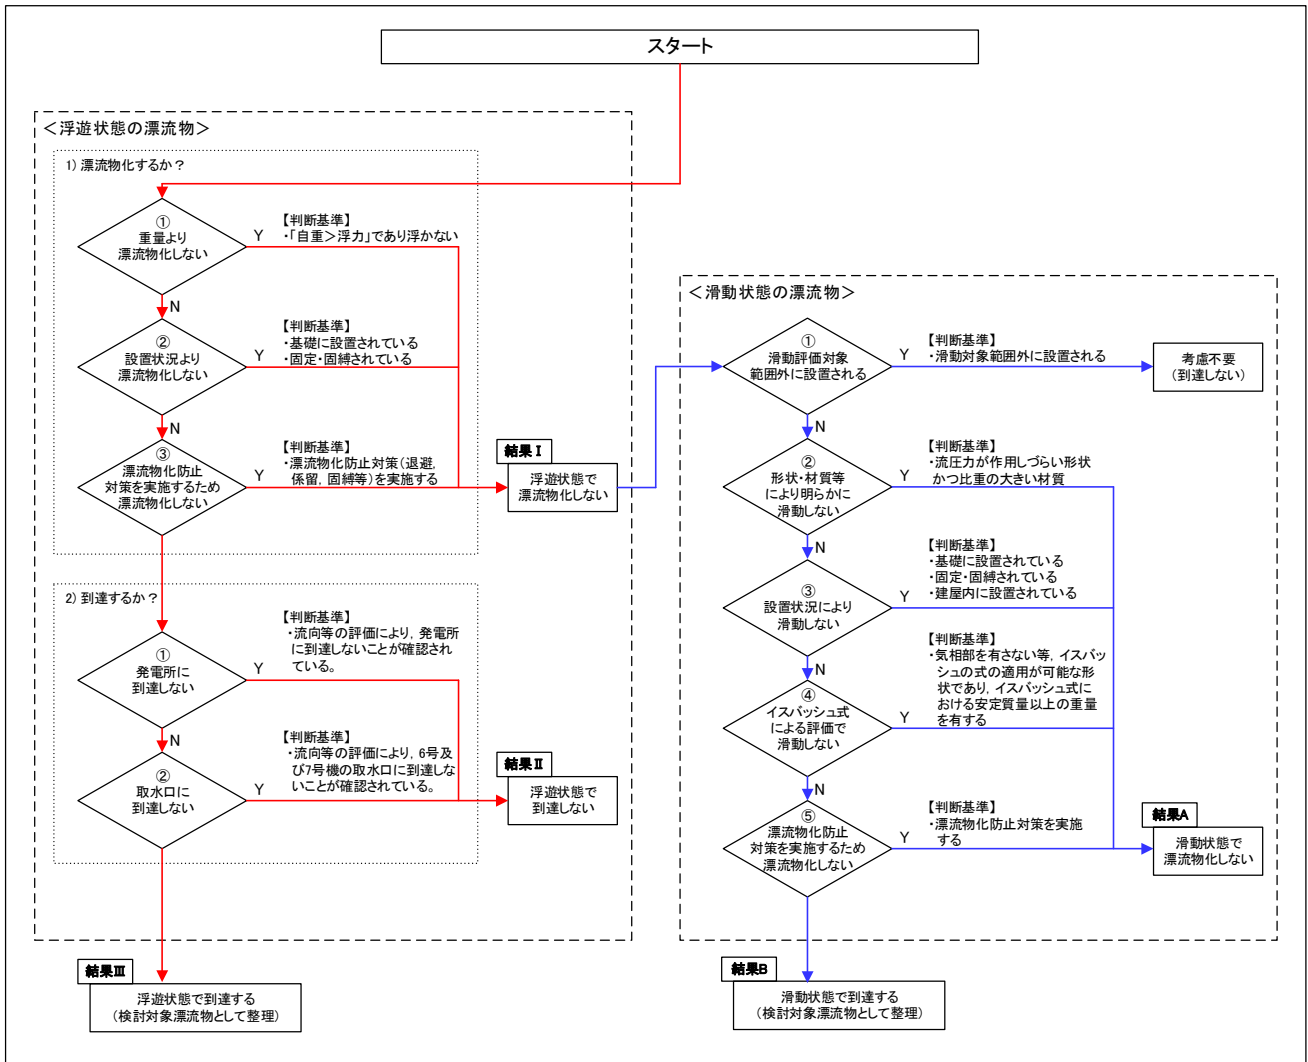 スタート
＜浮遊状態の漂流物＞
1) 漂流物化するか？
①
重量より
漂流物化しない
Y
【判断基準】
・「自重＞浮力」であり浮かない
N
②
設置状況より
漂流物化しない
Y
【判断基準】
・基礎に設置されている
・固定・固縛されている
N
③
漂流物化防止
対策を実施するため
漂流物化しない
Y
【判断基準】
・漂流物化防止対策（退避，
係留，固縛等）を実施する
結果Ⅰ
浮遊状態で
漂流物化しない
2) 到達するか？
①
発電所に
到達しない
Y
【判断基準】
・流向等の評価により，発電所
に到達しないことが確認され
ている。
N
②
取水口に
到達しない
Y
【判断基準】
・流向等の評価により，6号及
び7号機の取水口に到達しな
いことが確認されている。
結果Ⅱ
浮遊状態で
到達しない
結果Ⅲ
浮遊状態で到達する
（検討対象漂流物として整理）
＜滑動状態の漂流物＞
①
滑動評価対象
範囲外に設置される
Y
【判断基準】
・滑動対象範囲外に設置される
考慮不要
（到達しない）
N
②
形状・材質等
により明らかに
滑動しない
Y
【判断基準】
・流圧力が作用しづらい形状
かつ比重の大きい材質
N
③
設置状況により
滑動しない
Y
【判断基準】
・基礎に設置されている
・固定・固縛されている
・建屋内に設置されている
N
④
イスバッシュ式
による評価で
滑動しない
Y
【判断基準】
・気相部を有さない等，イスバッ
シュの式の適用が可能な形
状であり，イスバッシュ式に
おける安定質量以上の重量
を有する
N
⑤
漂流物化防止
対策を実施するため
漂流物化しない
Y
【判断基準】
・漂流物化防止対策を実施
する
結果A
滑動状態で
漂流物化しない
結果B
滑動状態で到達する
（検討対象漂流物として整理）